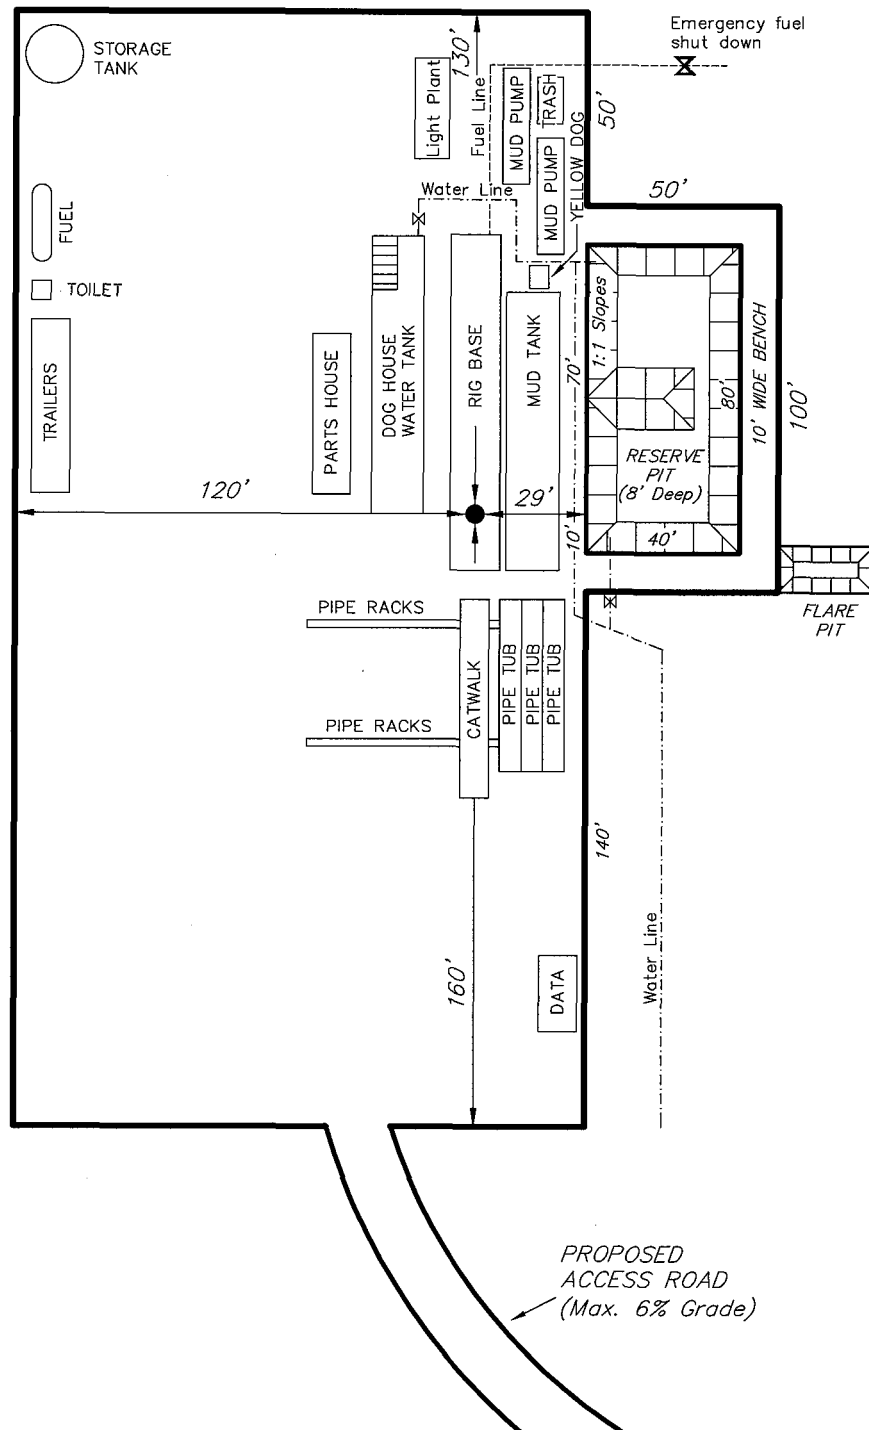 Emergency fuel
shut down
STORAGE
TANK
130'
Light Plant
Fuel Line
MUD PUMP
TRASH
50'
MUD PUMP
YELLOW DOG
Water Line
50'
FUEL
TOILET
TRAILERS
PARTS HOUSE
DOG HOUSE
WATER TANK
RIG BASE
MUD TANK
70'
1:1 Slopes
80'
10' WIDE BENCH
100'
RESERVE
PIT
(8' Deep)
120'
29'
10'
40'
FLARE
PIT
PIPE RACKS
CATWALK
PIPE TUB
PIPE TUB
PIPE TUB
PIPE RACKS
140'
160'
DATA
Water Line
PROPOSED
ACCESS ROAD
(Max. 6% Grade)